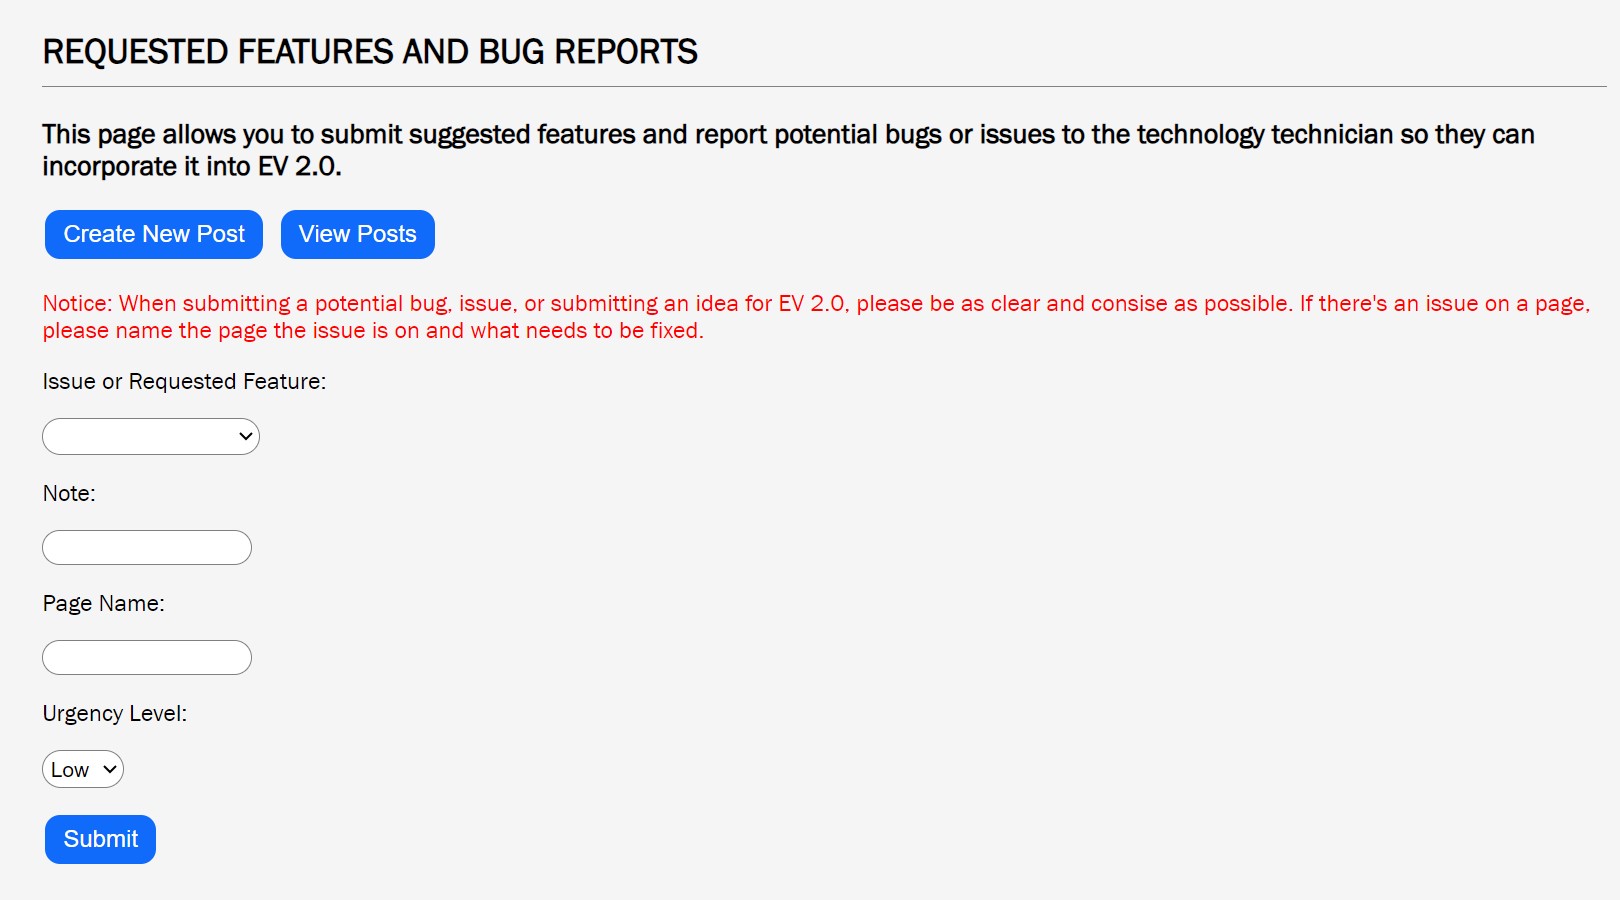 REQUESTED FEATURES AND BUG REPORTS
This page allows you to submit suggested features and report potential bugs or issues to the technology technician so they can
incorporate it into EV 2.0.
Create New Post View Posts
Notice: When submitting a potential bug, issue, or submitting an idea for EV 2.0, please be as clear and consise as possible. If there's an issue on a page,
please name the page the issue is on and what needs to be fixed.
Issue or Requested Feature:
Note:
Page Name:
Urgency Level:
Low
Submit